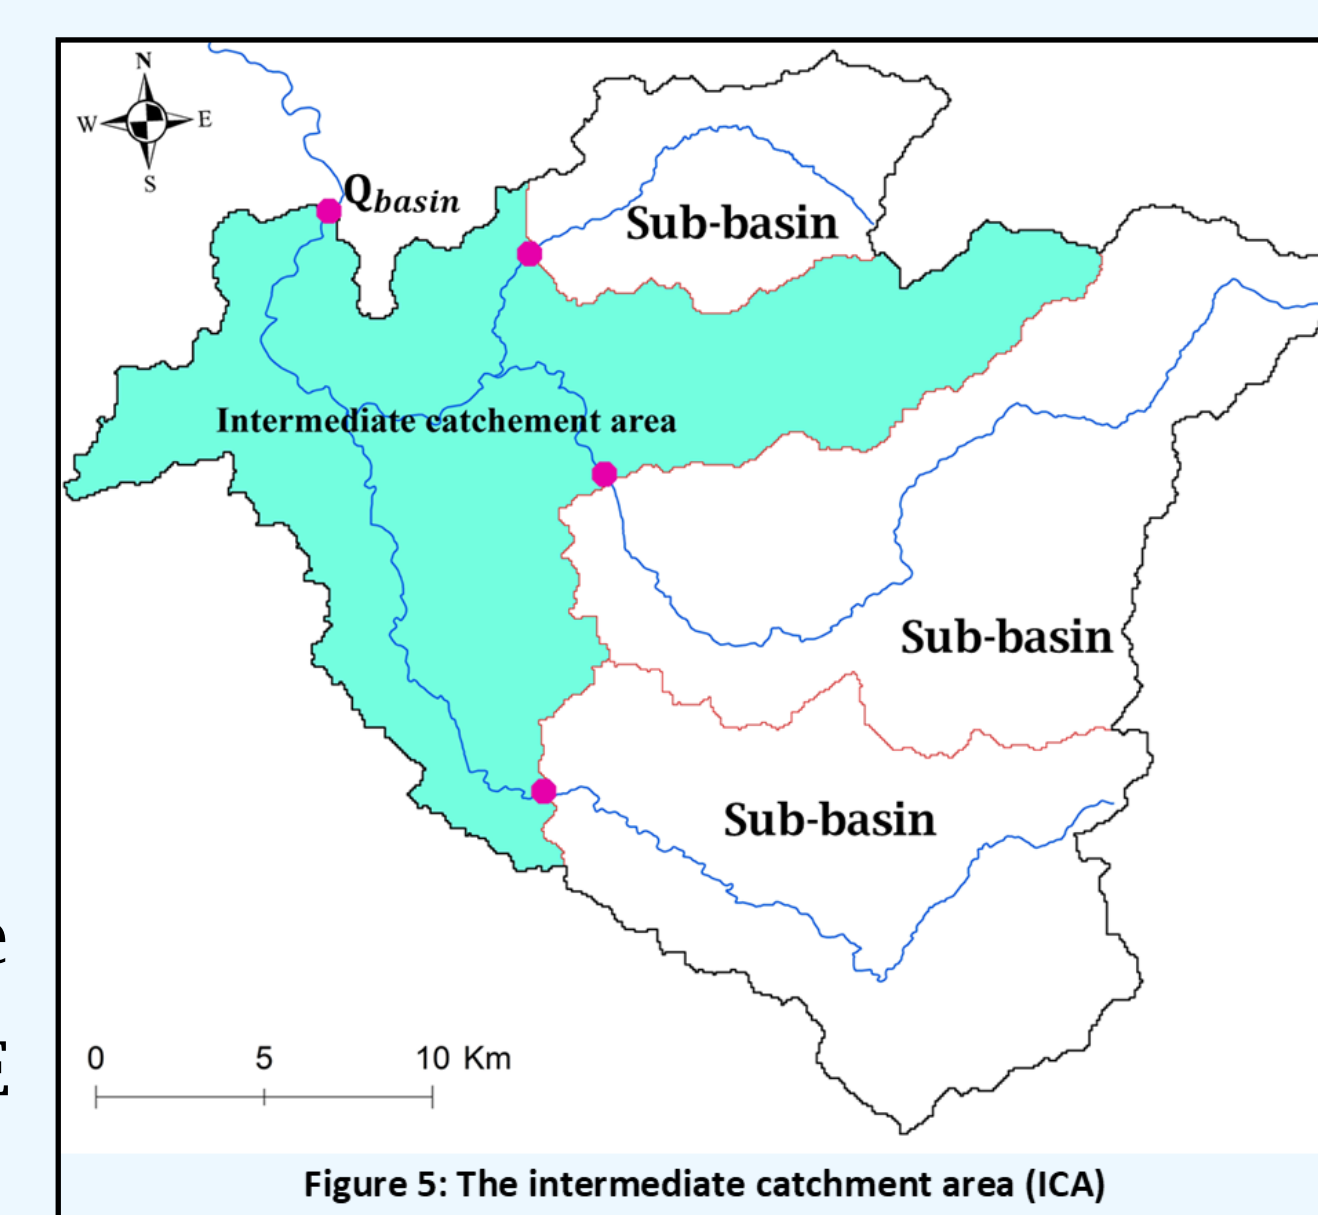 N
W E
S
Qbasin
Sub-basin
Intermediate catchement area
Sub-basin
Sub-basin
e
0 5 10 Km
E
Figure 5: The intermediate catchment area (ICA)